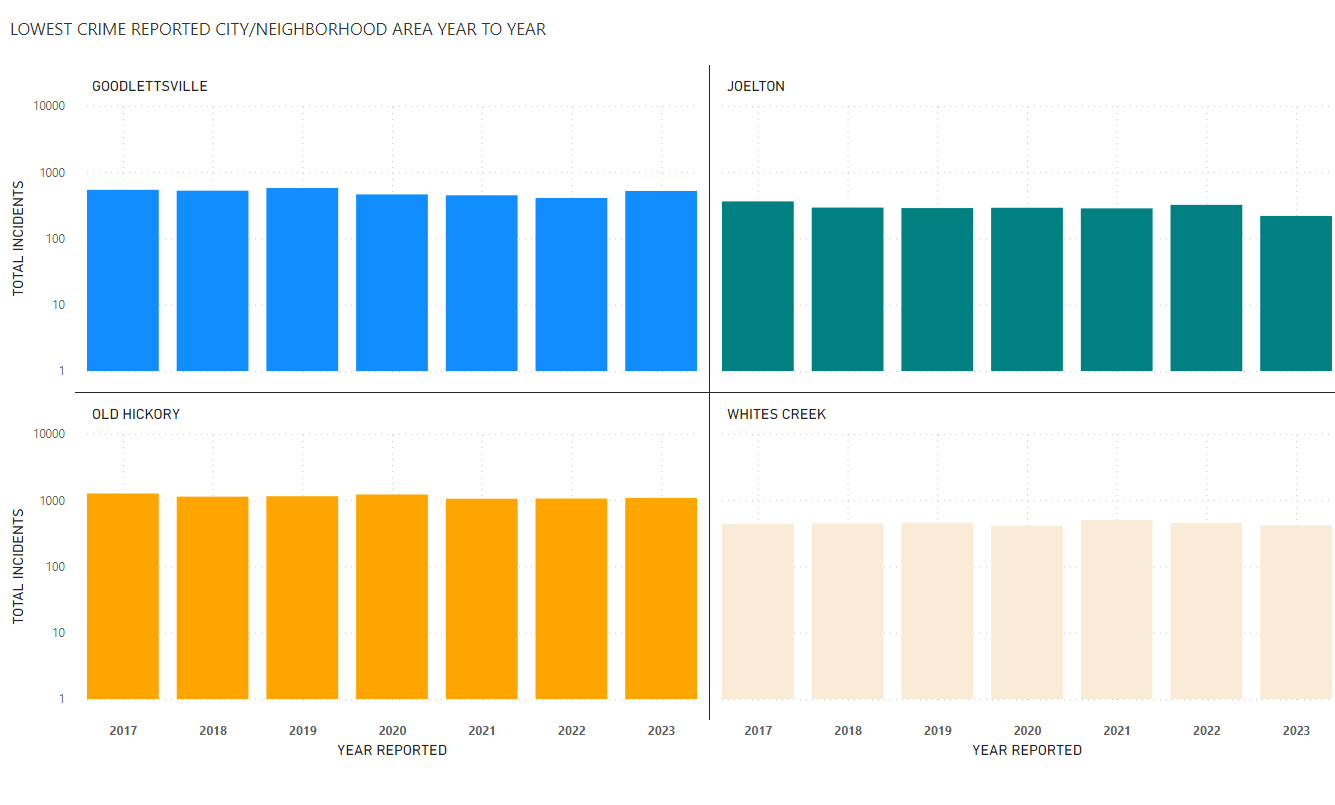 LOWEST CRIME REPORTED CITY/NEIGHBORHOOD AREA YEAR TO YEAR
GOODLETTSVILLE
JOELTON
10000
1000
100
10
1
TOTAL INCIDENTS
OLD HICKORY
WHITES CREEK
10000
1000
100
10
1
TOTAL INCIDENTS
2017 2018 2019 2020 2021 2022 2023
2017 2018 2019 2020 2021 2022 2023
YEAR REPORTED
YEAR REPORTED